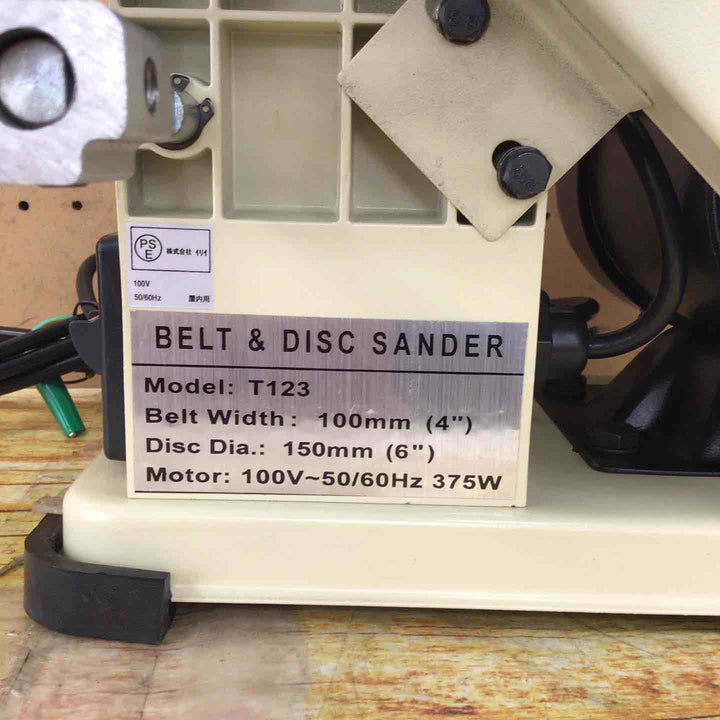 PS
E
株式会社 イリイ
100V
50/60Hz 屋内用
BELT & DISC SANDER
Model: T123
Belt Width: 100mm (4")
Disc Dia.: 150mm (6")
Motor: 100V~50/60Hz 375W